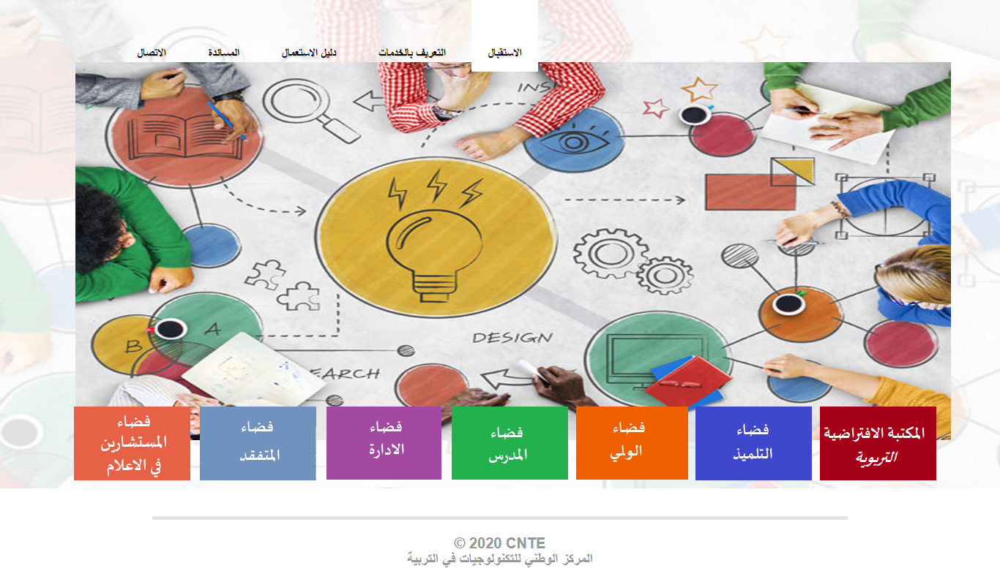 الاستقبال
التعريف بالخدمات
دليل الاستعمال
المساندة
الاتصال
INS
B
A
DESIGN
EARCH
المكتبة الافتراضية
التربوية
فضاء
التلميذ
فضاء
الولي
فضاء
المدرس
فضاء
الادارة
فضاء
المتفقد
فضاء
المستشارين
في الاعلام
© 2020 CNTE
المركز الوطني للتكنولوجيات في التربية